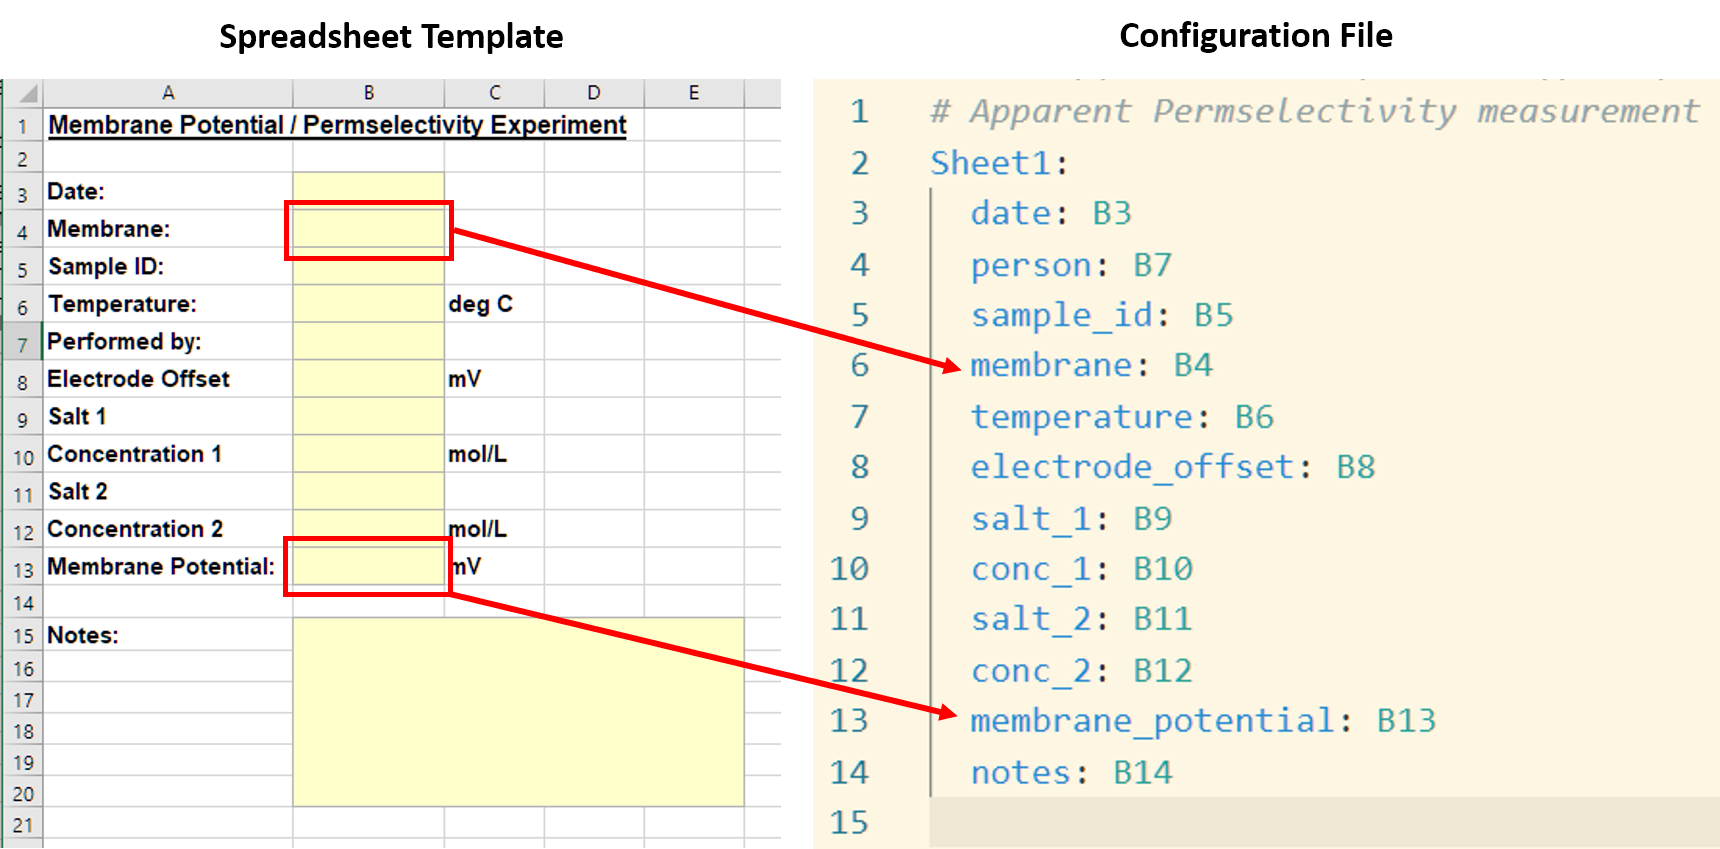 Spreadsheet Template
Configuration File
A B C D E
1 Membrane Potential / Permselectivity Experiment
2
3 Date:
4 Membrane:
5 Sample ID:
6 Temperature: deg C
7 Performed by:
8 Electrode Offset mV
9 Salt 1
10 Concentration 1 mol/L
11 Salt 2
12 Concentration 2 mol/L
13 Membrane Potential: mV
14
15 Notes:
16
17
18
19
20
21
1 # Apparent Permselectivity measurement
2 Sheet1:
3 date: B3
4 person: B7
5 sample_id: B5
6 membrane: B4
7 temperature: B6
8 electrode_offset: B8
9 salt_1: B9
10 conc_1: B10
11 salt_2: B11
12 conc_2: B12
13 membrane_potential: B13
14 notes: B14
15